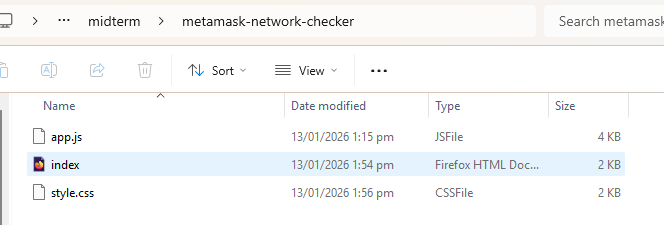 ... midterm metamask-network-checker Search metamask
Sort View ...
Name Date modified Type Size
app.js 13/01/2026 1:15 pm JSFile 4 KB
index 13/01/2026 1:54 pm Firefox HTML Doc... 2 KB
style.css 13/01/2026 1:56 pm CSSFile 2 KB